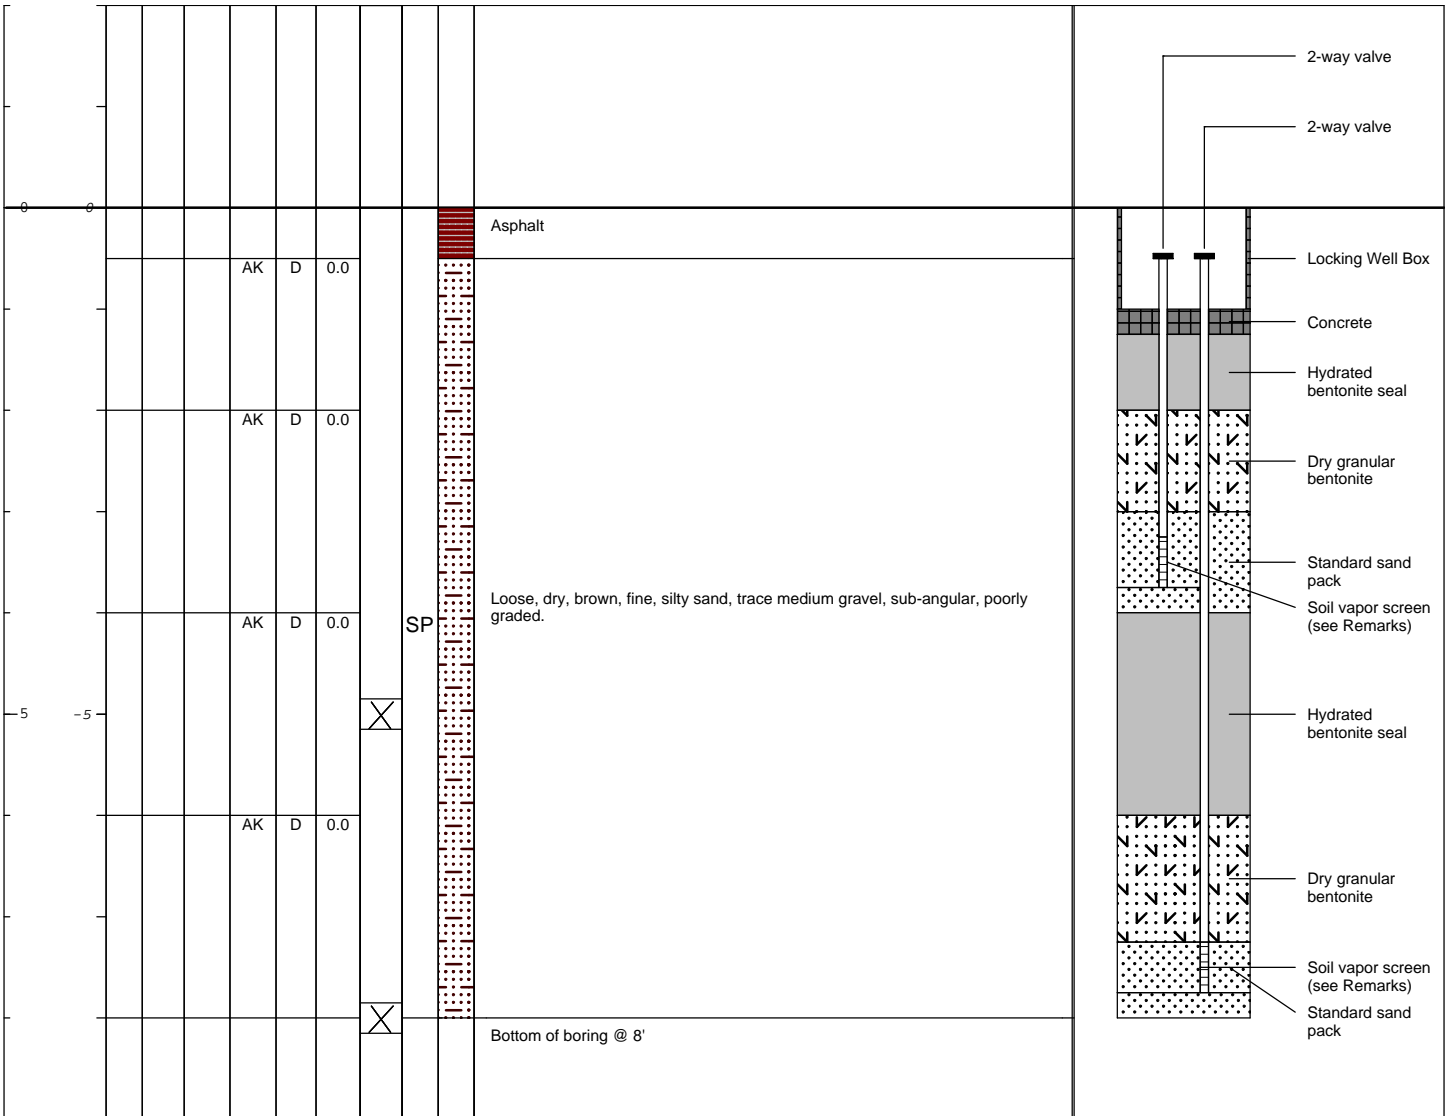 2-way valve
2-way valve
0 0
Asphalt
AK D 0.0
Locking Well Box
Concrete
Hydrated
bentonite seal
AK D 0.0
Dry granular
bentonite
Standard sand
pack
Loose, dry, brown, fine, silty sand, trace medium gravel, sub-angular, poorly
graded.
Soil vapor screen
(see Remarks)
AK D 0.0
SP
5 -5
Hydrated
bentonite seal
AK D 0.0
Dry granular
bentonite
Soil vapor screen
(see Remarks)
Standard sand
pack
Bottom of boring @ 8'